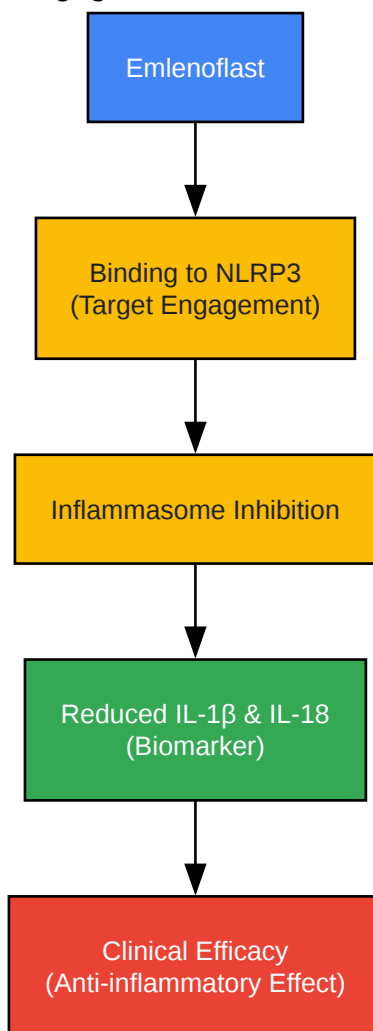 Emlenoflast
Binding to NLRP3
(Target Engagement)
Inflammasome Inhibition
Reduced IL-1β & IL-18
(Biomarker)
Clinical Efficacy
(Anti-inflammatory Effect)